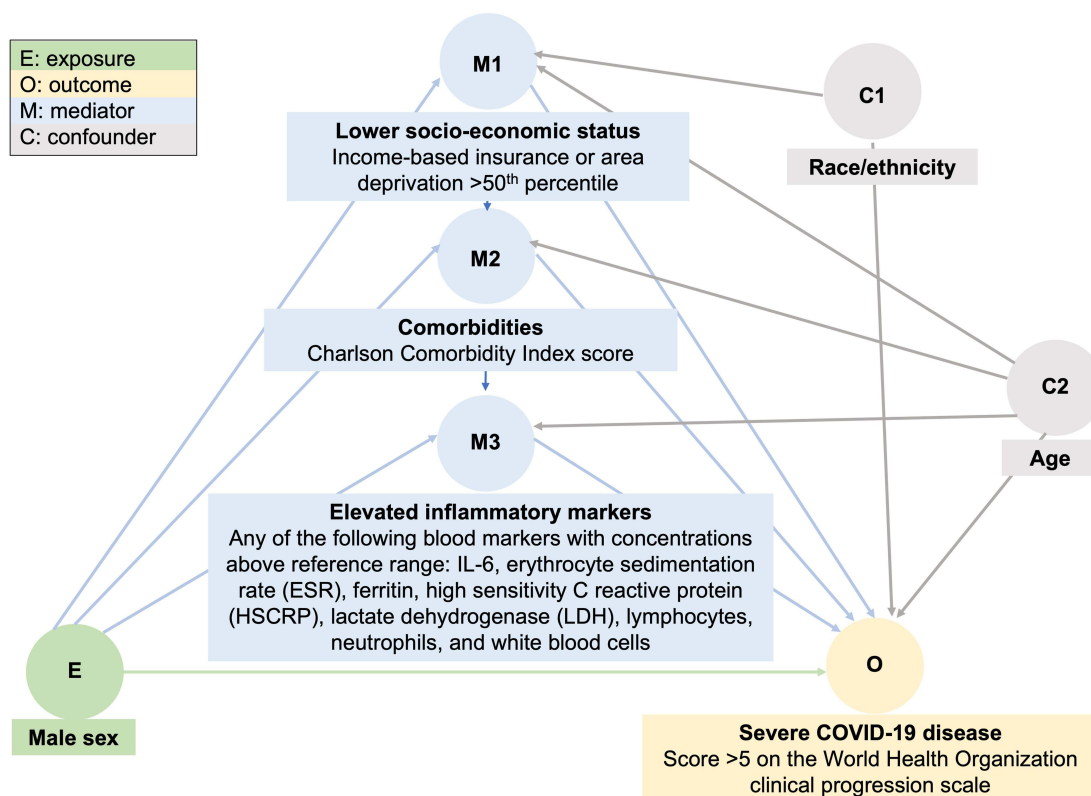 E: exposure
O: outcome
M: mediator
C: confounder
M1
Lower socio-economic status
Income-based insurance or area
deprivation >50th percentile
C1
Race/ethnicity
M2
Comorbidities
Charlson Comorbidity Index score
C2
Age
M3
Elevated inflammatory markers
Any of the following blood markers with concentrations
above reference range: IL-6, erythrocyte sedimentation
rate (ESR), ferritin, high sensitivity C reactive protein
(HSCRP), lactate dehydrogenase (LDH), lymphocytes,
neutrophils, and white blood cells
E
Male sex
O
Severe COVID-19 disease
Score >5 on the World Health Organization
clinical progression scale